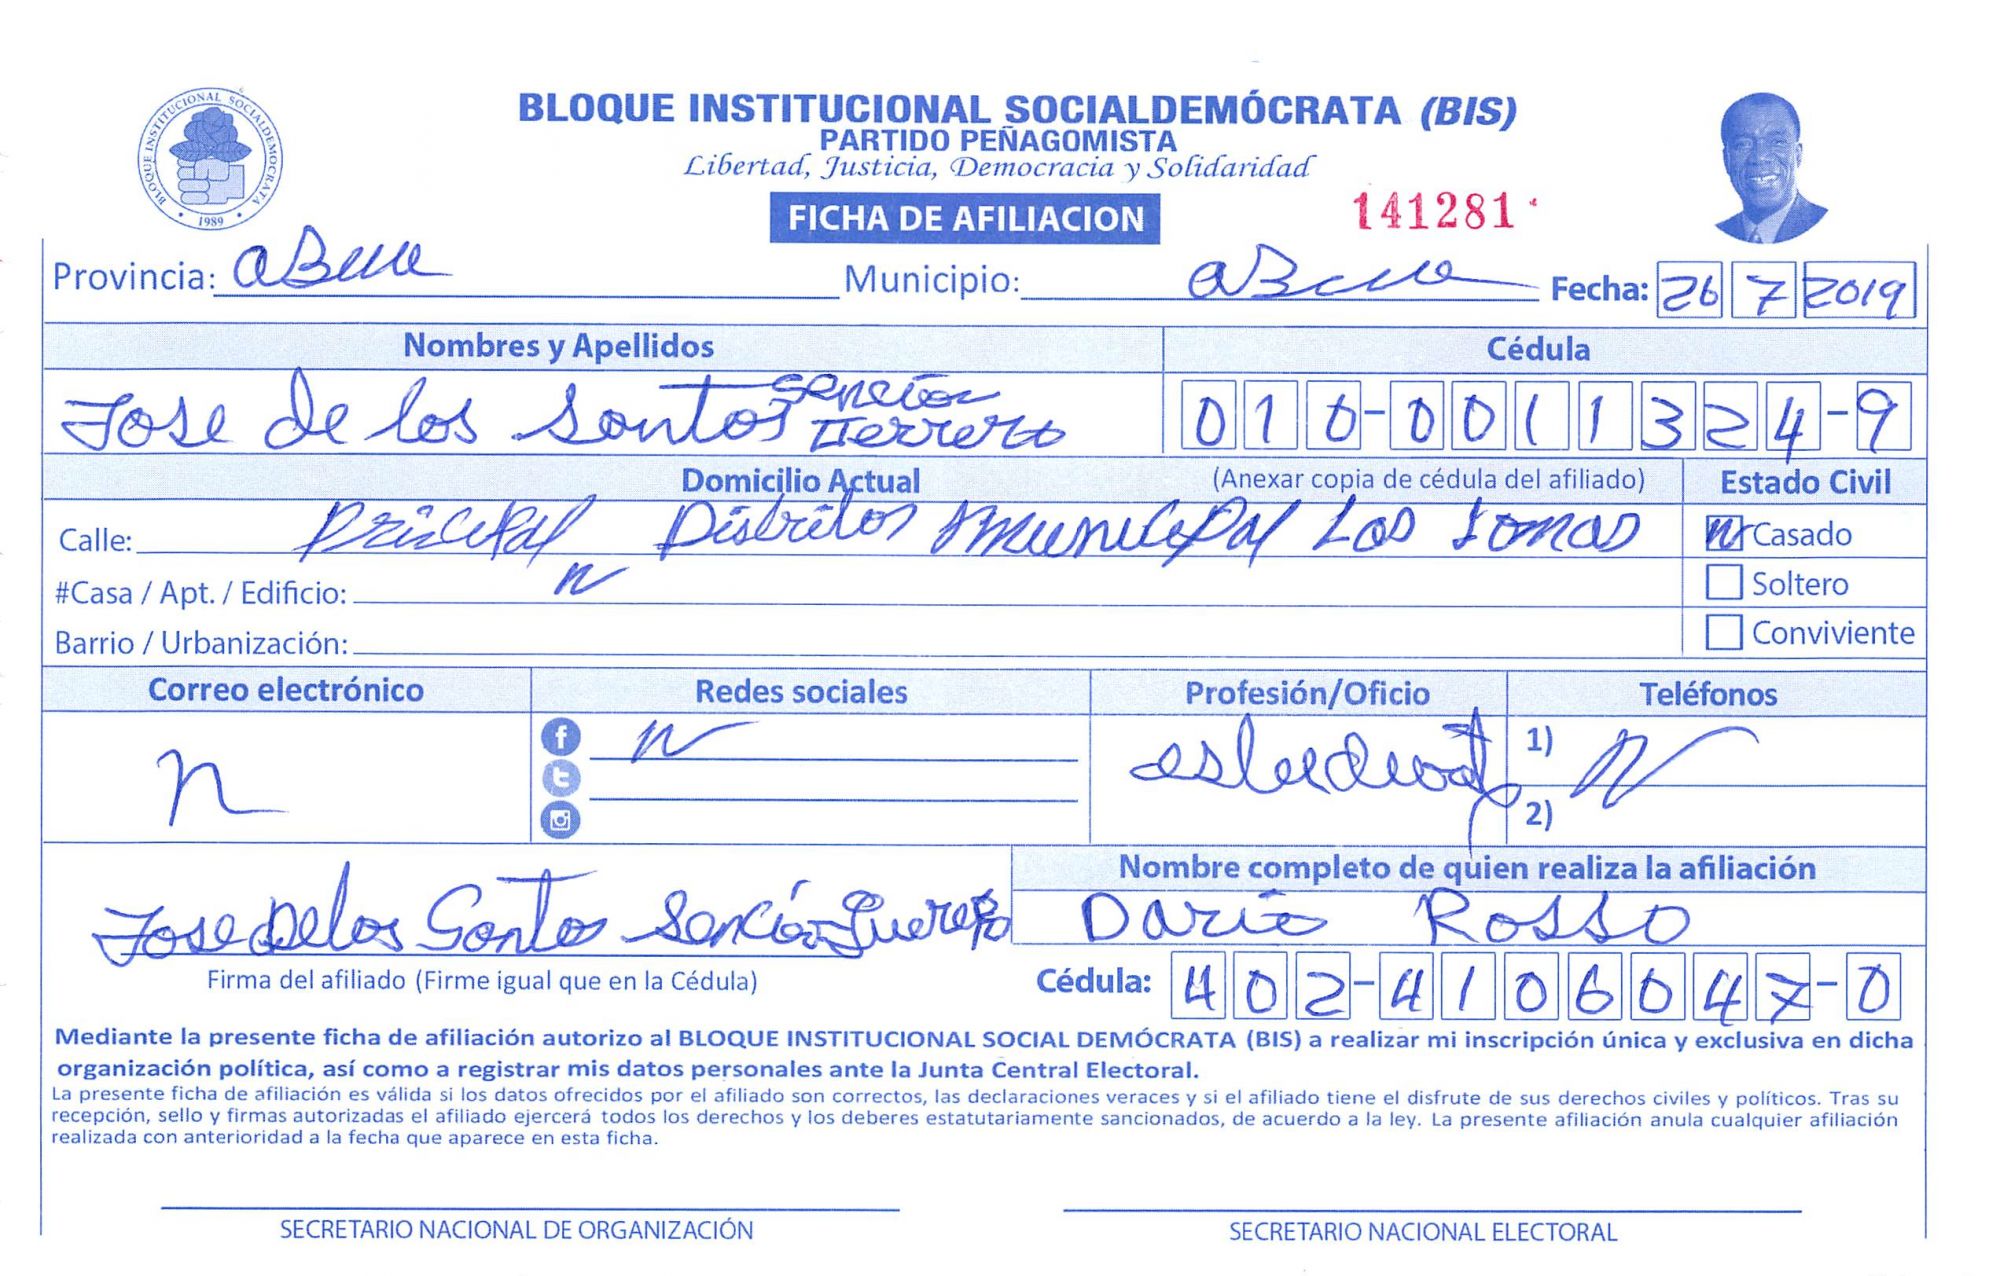 BLOQUE INSTITUCIONAL SOCIALDEMÓCRATA (BIS)
PARTIDO PEÑAGOMISTA
Libertad, Justicia, Democracia y Solidaridad
BLOQUE INSTITUCIONAL SOCIALDEMOCRATA
1989
FICHA DE AFILIACION
141281
Provincia: Municipio: Fecha: 26 7 2019
Nombres y Apellidos Cédula
Jose de los Santos Sencion 010-0011324-9
Domicilio Actual (Anexar copia de cédula del afiliado) Estado Civil
Calle: Distritos Municipal Las Lomas Casado
#Casa / Apt. / Edificio: n Soltero
Barrio / Urbanización: Conviviente
Correo electrónico Redes sociales Profesión/Oficio Teléfonos
n n 1) N
2)
Nombre completo de quien realiza la afiliación
Jose De los Santos Sención Dario Rosso
Firma del afiliado (Firme igual que en la Cédula) Cédula: 402-4106047-0
Mediante la presente ficha de afiliación autorizo al BLOQUE INSTITUCIONAL SOCIAL DEMÓCRATA (BIS) a realizar mi inscripción única y exclusiva en dicha
organización política, así como a registrar mis datos personales ante la Junta Central Electoral.
La presente ficha de afiliación es válida si los datos ofrecidos por el afiliado son correctos, las declaraciones veraces y si el afiliado tiene el disfrute de sus derechos civiles y políticos. Tras su
recepción, sello y firmas autorizadas el afiliado ejercerá todos los derechos y los deberes estatutariamente sancionados, de acuerdo a la ley. La presente afiliación anula cualquier afiliación
realizada con anterioridad a la fecha que aparece en esta ficha.
SECRETARIO NACIONAL DE ORGANIZACIÓN SECRETARIO NACIONAL ELECTORAL